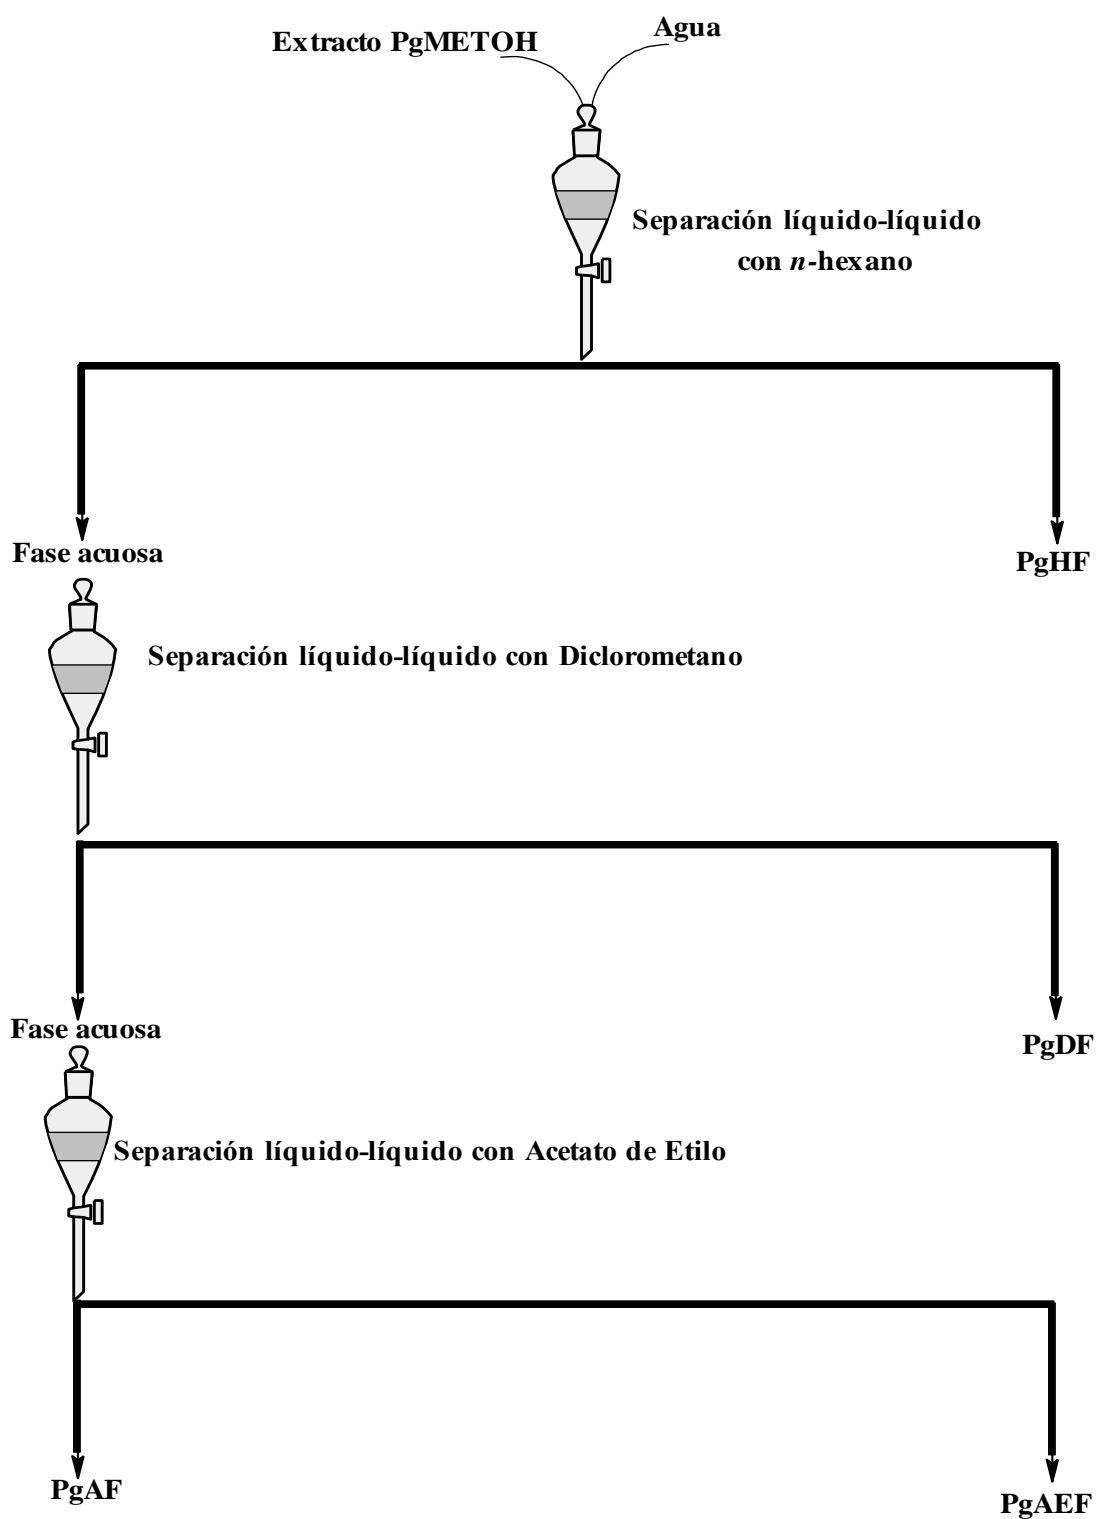 Extracto PgMETOH
Agua
Separación líquido-líquido
con n-hexano
Fase acuosa
PgHF
Separación líquido-líquido con Diclorometano
Fase acuosa
PgDF
Separación líquido-líquido con Acetato de Etilo
PgAF
PgAEF